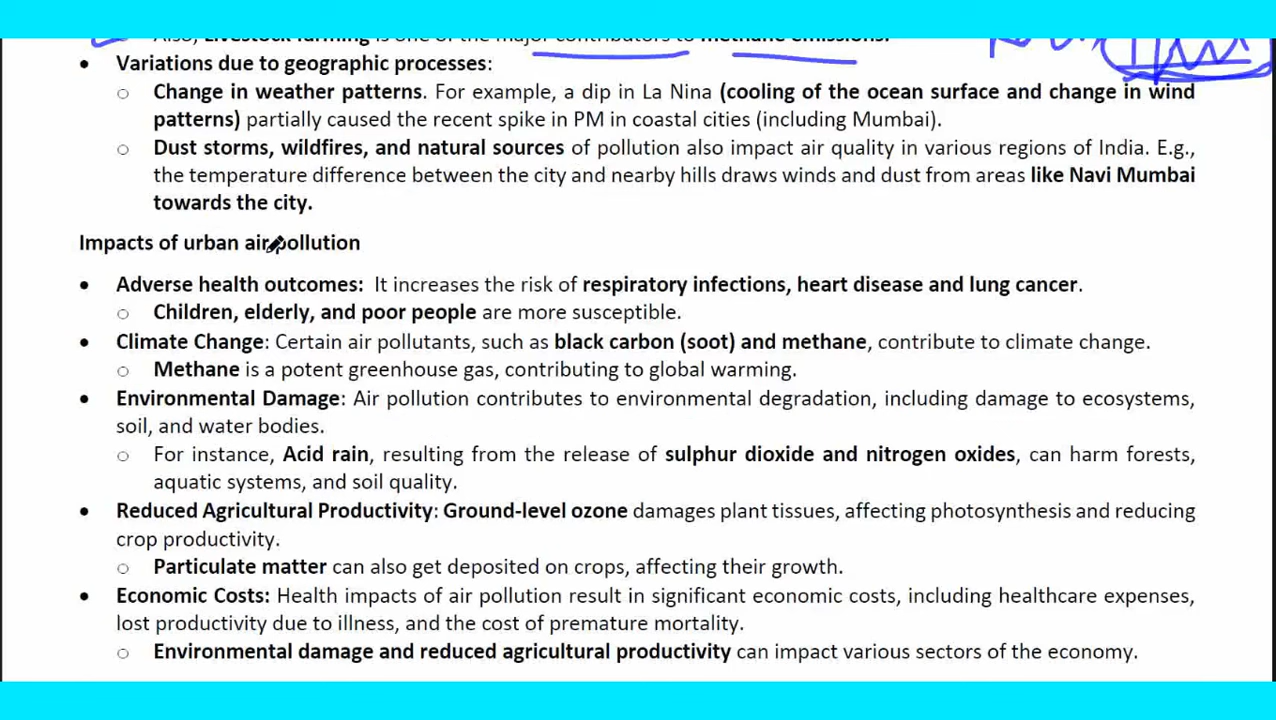 Also, Livestock farming is one of the major contributors to methane emissions.
• Variations due to geographic processes:
○ Change in weather patterns. For example, a dip in La Nina (cooling of the ocean surface and change in wind
patterns) partially caused the recent spike in PM in coastal cities (including Mumbai).
○ Dust storms, wildfires, and natural sources of pollution also impact air quality in various regions of India. E.g.,
the temperature difference between the city and nearby hills draws winds and dust from areas like Navi Mumbai
towards the city.
Impacts of urban air pollution
• Adverse health outcomes: It increases the risk of respiratory infections, heart disease and lung cancer.
○ Children, elderly, and poor people are more susceptible.
• Climate Change: Certain air pollutants, such as black carbon (soot) and methane, contribute to climate change.
○ Methane is a potent greenhouse gas, contributing to global warming.
• Environmental Damage: Air pollution contributes to environmental degradation, including damage to ecosystems,
soil, and water bodies.
○ For instance, Acid rain, resulting from the release of sulphur dioxide and nitrogen oxides, can harm forests,
aquatic systems, and soil quality.
• Reduced Agricultural Productivity: Ground-level ozone damages plant tissues, affecting photosynthesis and reducing
crop productivity.
○ Particulate matter can also get deposited on crops, affecting their growth.
• Economic Costs: Health impacts of air pollution result in significant economic costs, including healthcare expenses,
lost productivity due to illness, and the cost of premature mortality.
○ Environmental damage and reduced agricultural productivity can impact various sectors of the economy.